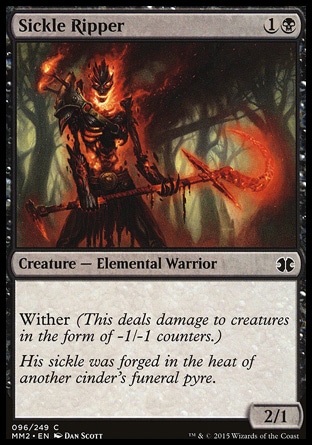 Sickle Ripper 1
Creature — Elemental Warrior
Wither (This deals damage to creatures
in the form of -1/-1 counters.)
His sickle was forged in the heat of
another cinder's funeral pyre.
2/1
096/249 C
MM2 • EN Dan Scott
™ & © 2015 Wizards of the Coast